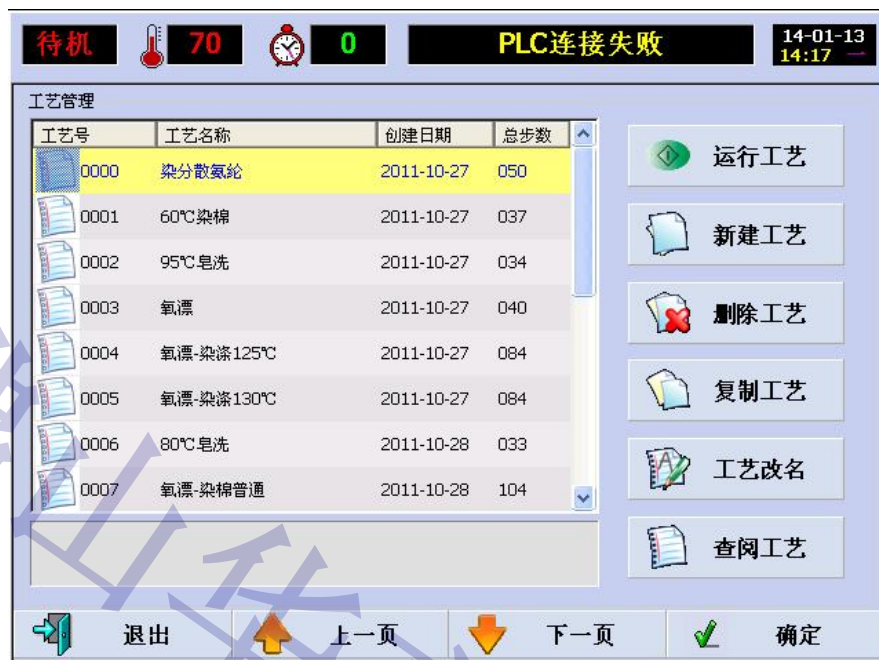 待机 70 0 PLC连接失败 14-01-13
14:17
工艺管理
工艺号 工艺名称 创建日期 总步数
0000 染分散氨纶 2011-10-27 050
0001 60℃染棉 2011-10-27 037
0002 95℃皂洗 2011-10-27 034
0003 氧漂 2011-10-27 040
0004 氧漂-染涤125℃ 2011-10-27 084
0005 氧漂-染涤130℃ 2011-10-27 084
0006 80℃皂洗 2011-10-28 033
0007 氧漂-染棉普通 2011-10-28 104
运行工艺
新建工艺
删除工艺
复制工艺
工艺改名
查阅工艺
退出 上一页 下一页 确定